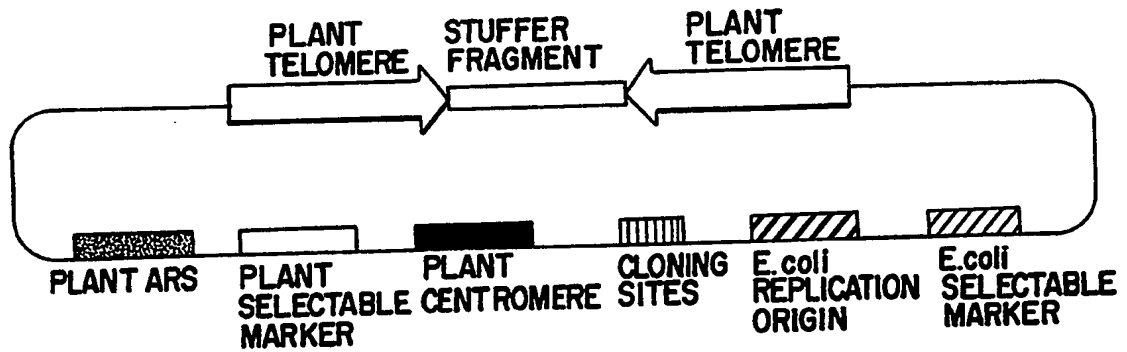 PLANT
TELOMERE
STUFFER
FRAGMENT
PLANT
TELOMERE
PLANT ARS
PLANT
SELECTABLE
MARKER
PLANT
CENTROMERE
CLONING
SITES
E.coli
REPLICATION
ORIGIN
E.coli
SELECTABLE
MARKER